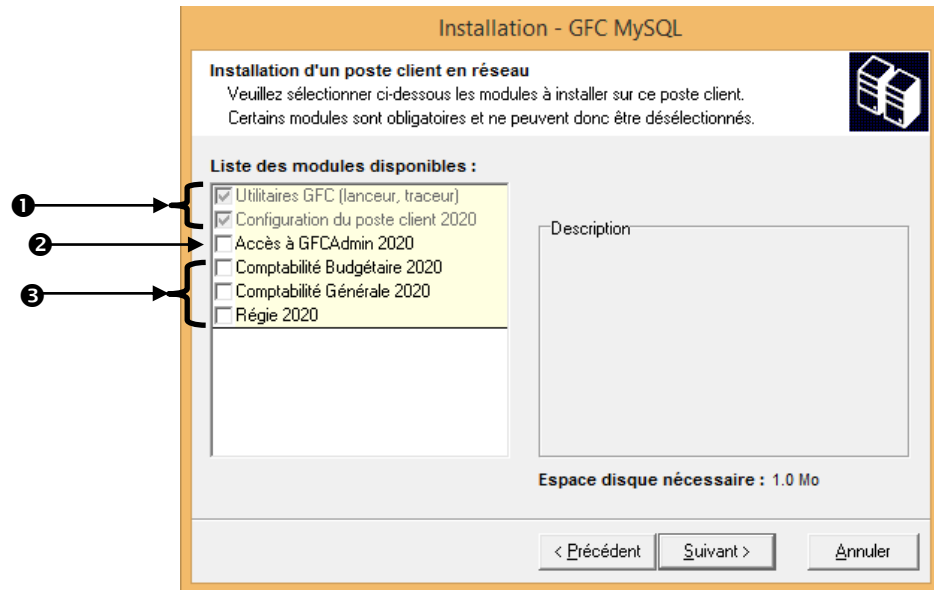 Installation - GFC MySQL
Installation d'un poste client en réseau
Veuillez sélectionner ci-dessous les modules à installer sur ce poste client.
Certains modules sont obligatoires et ne peuvent donc être désélectionnés.
Liste des modules disponibles :
❶
Utilitaires GFC (lanceur, traceur)
Configuration du poste client 2020
❷
Accès à GFCAdmin 2020
❸
Comptabilité Budgétaire 2020
Comptabilité Générale 2020
Régie 2020
Description
Espace disque nécessaire : 1.0 Mo
< Précédent
Suivant >
Annuler